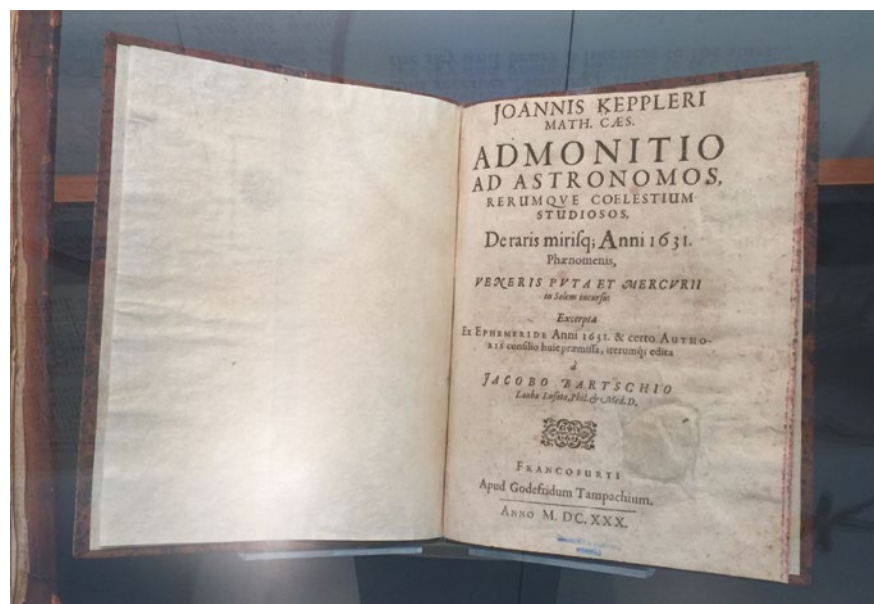 JOANNIS KEPPLERI
MATH. CÆS.
ADMONITIO
AD ASTRONOMOS,
RERUMQVE COELESTIUM
STUDIOSOS,
De raris mirisq; Anni 1631.
Phænomenis,
VENERIS PVTA ET MERCVRII
in Solem incursu:
Excerpta
Ex EPHEMERIDE Anni 1631. & certo AUTHO-
RIS consilio huic præmissa, iterumq; edita
à
JACOBO BARTSCHIO
Lauba Lusato, Phil. & Med. D.
FRANCOFURTI
Apud Godefridum Tampachium.
ANNO M. DC. XXX.